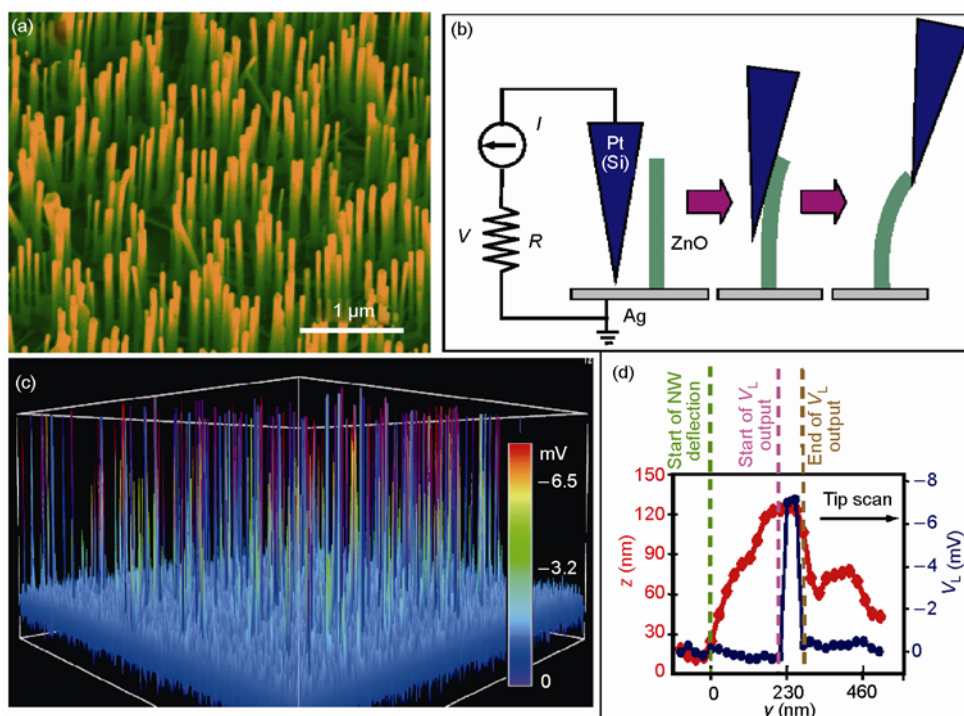 (a)
1 μm
(b)
I
V
R
Pt
(Si)
ZnO
Ag
(c)
mV
−6.5
−3.2
0
(d)
Start of NW
deflection
Start of V_L
output
End of V_L
output
Tip scan
150
120
90
60
30
0
z (nm)
−8
−6
−4
−2
0
V_L (mV)
0
230
460
y (nm)